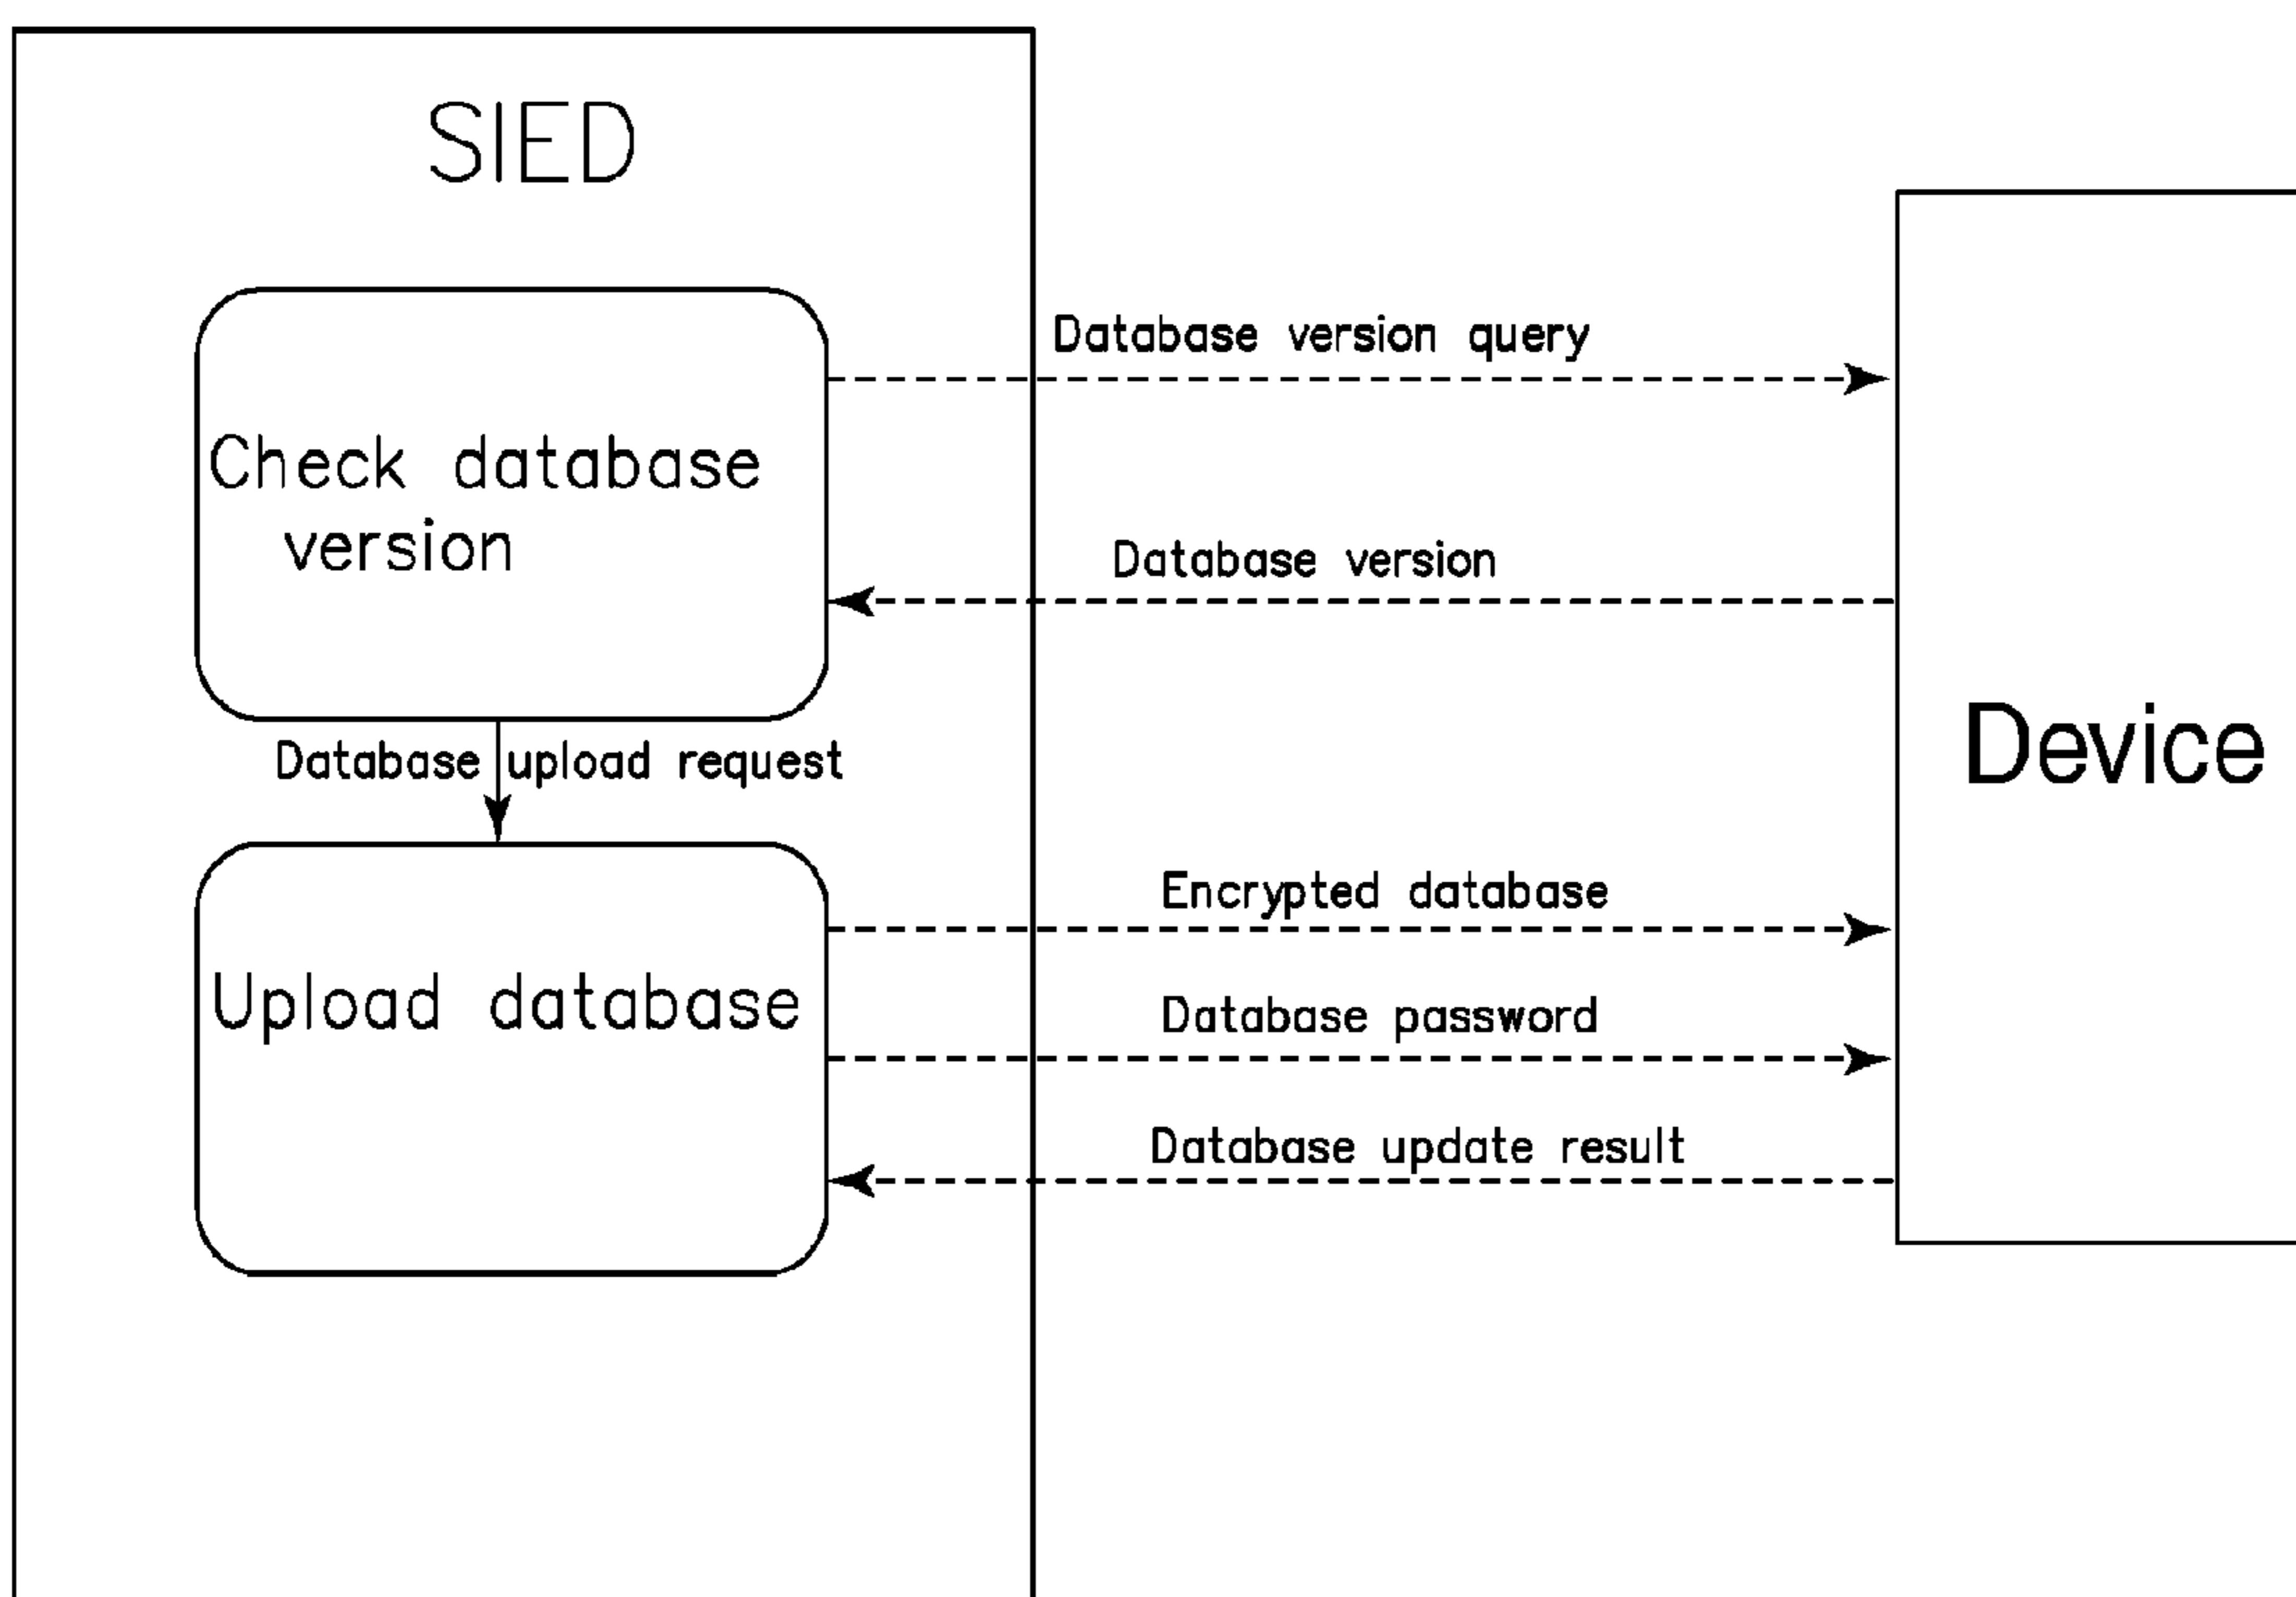 SIED
Database version query
Check database
version
Database version
Device
Database upload request
Encrypted database
Upload database
Database password
Database update result